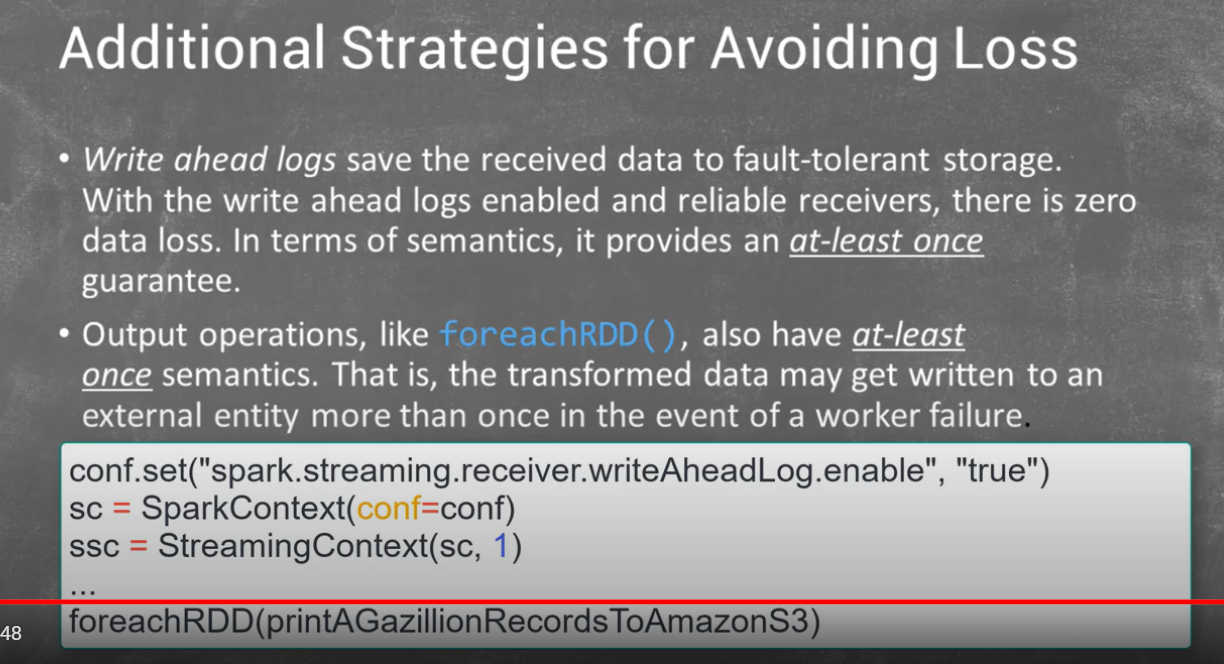 Additional Strategies for Avoiding Loss
• Write ahead logs save the received data to fault-tolerant storage.
With the write ahead logs enabled and reliable receivers, there is zero
data loss. In terms of semantics, it provides an at-least once
guarantee.
• Output operations, like foreachRDD(), also have at-least
once semantics. That is, the transformed data may get written to an
external entity more than once in the event of a worker failure.
conf.set("spark.streaming.receiver.writeAheadLog.enable", "true")
sc = SparkContext(conf=conf)
ssc = StreamingContext(sc, 1)
...
foreachRDD(printAGazillionRecordsToAmazonS3)
48